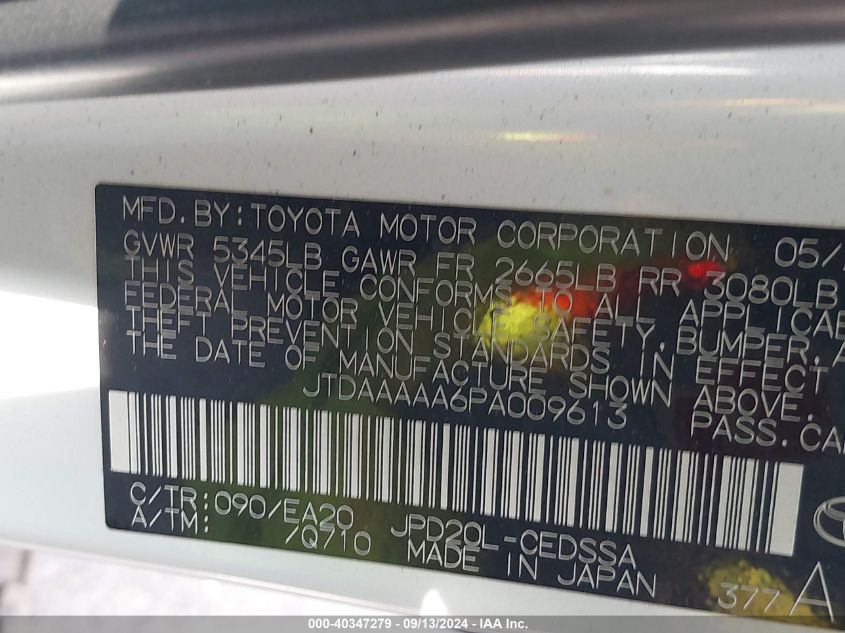 MFD.BY:TOYOTA MOTOR CORPORATION 05/
GVWR 5345LB GAWR FR 2665LB RR 3080LB
THIS VEHICLE CONFORMS TO ALL APPLICAB
FEDERAL MOTOR VEHICLE SAFETY, BUMPER, A
THEFT PREVENTION STANDARDS IN EFFECT
THE DATE OF MANUFACTURE SHOWN ABOVE.
JTDAAAAA6PA009613 PASS.CAR
C/TR:090/EA20 JPD20L-CEDSSA
A/TM: /Q710 MADE IN JAPAN 377 A
000-40347279 - 09/13/2024 - IAA, Inc.